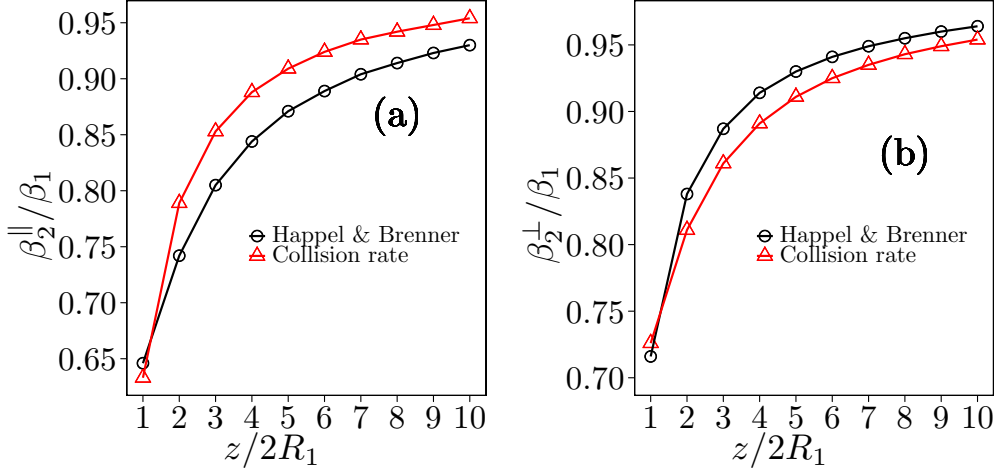 0.95
0.90
0.85
0.80
0.75
0.70
0.65
β₂^∥/β₁
(a)
Happel & Brenner
Collision rate
1 2 3 4 5 6 7 8 9 10
z/2R₁
0.95
0.90
0.85
0.80
0.75
0.70
β₂^⊥/β₁
(b)
Happel & Brenner
Collision rate
1 2 3 4 5 6 7 8 9 10
z/2R₁